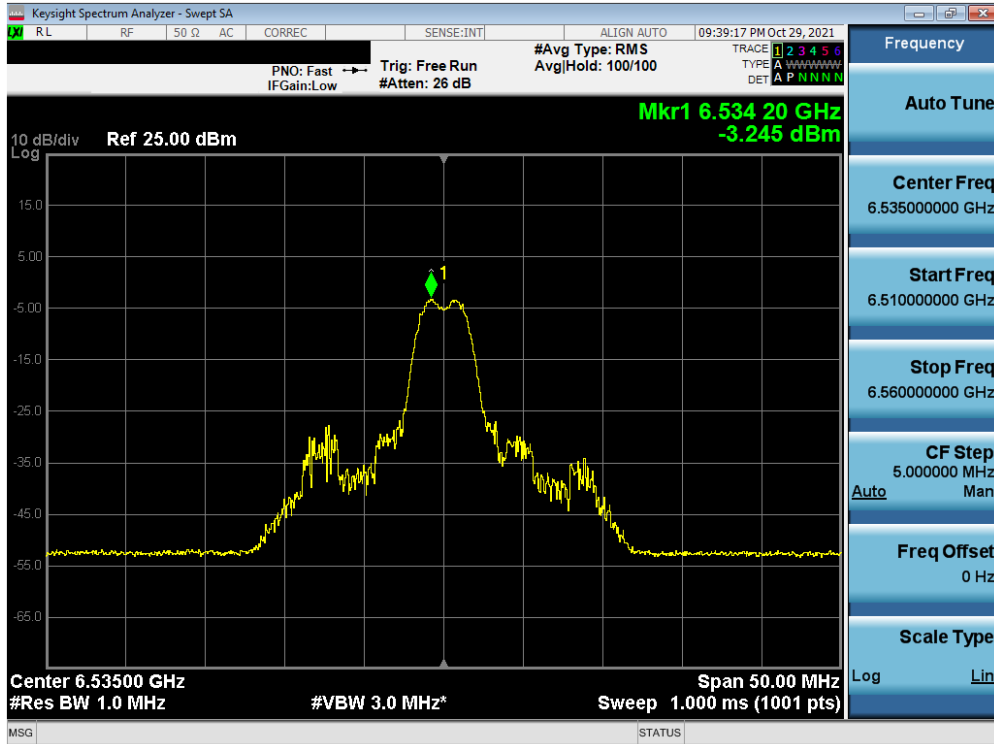 Keysight Spectrum Analyzer - Swept SA
LXI RL RF 50 Ω AC CORREC SENSE:INT ALIGN AUTO 09:39:17 PM Oct 29, 2021
PNO: Fast
IFGain:Low
Trig: Free Run
#Atten: 26 dB
#Avg Type: RMS
Avg|Hold: 100/100
TRACE 1 2 3 4 5 6
TYPE A WWWWW
DET A P N N N N
Mkr1 6.534 20 GHz
-3.245 dBm
10 dB/div Ref 25.00 dBm
Log
15.0
5.00
1
-5.00
-15.0
-25.0
-35.0
-45.0
-55.0
-65.0
Center 6.53500 GHz Span 50.00 MHz
#Res BW 1.0 MHz #VBW 3.0 MHz* Sweep 1.000 ms (1001 pts)
MSG STATUS
Frequency
Auto Tune
Center Freq
6.535000000 GHz
Start Freq
6.510000000 GHz
Stop Freq
6.560000000 GHz
CF Step
5.000000 MHz
Auto Man
Freq Offset
0 Hz
Scale Type
Log Lin